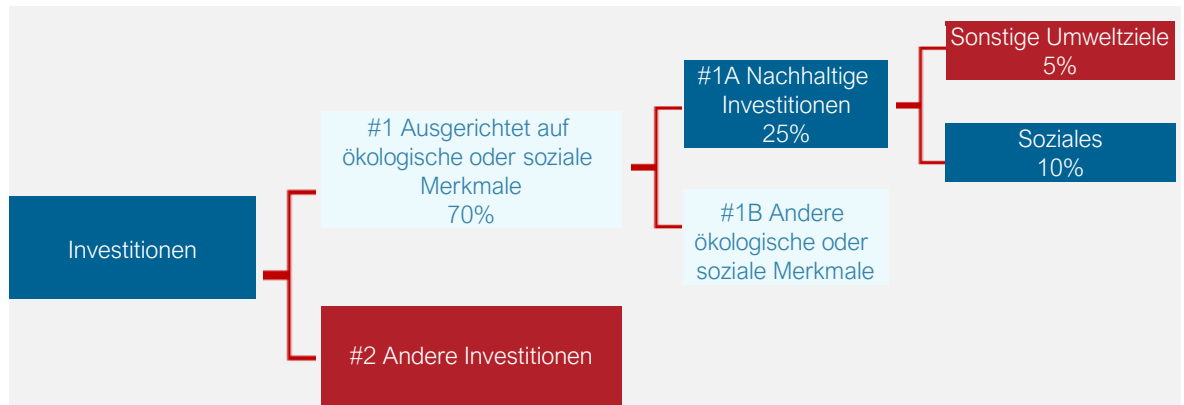 Investitionen
#1 Ausgerichtet auf
ökologische oder soziale
Merkmale
70%
#2 Andere Investitionen
#1A Nachhaltige
Investitionen
25%
#1B Andere
ökologische oder
soziale Merkmale
Sonstige Umweltziele
5%
Soziales
10%